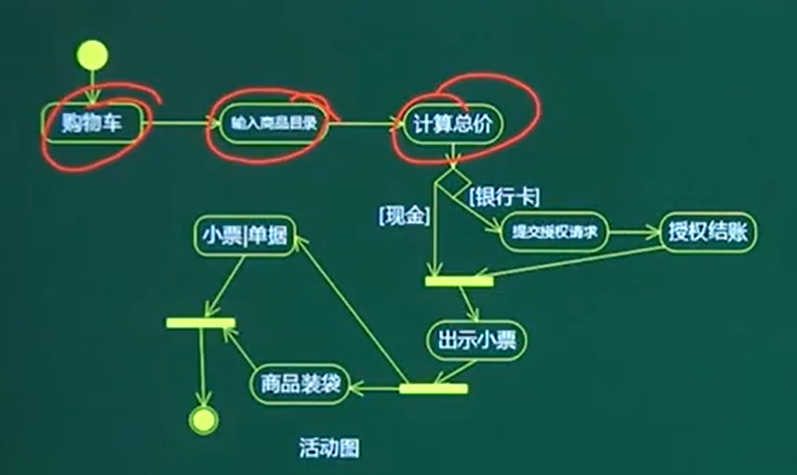 购物车
输入商品目录
计算总价
[银行卡]
[现金]
提交授权请求
授权结账
小票|单据
出示小票
商品装袋
活动图